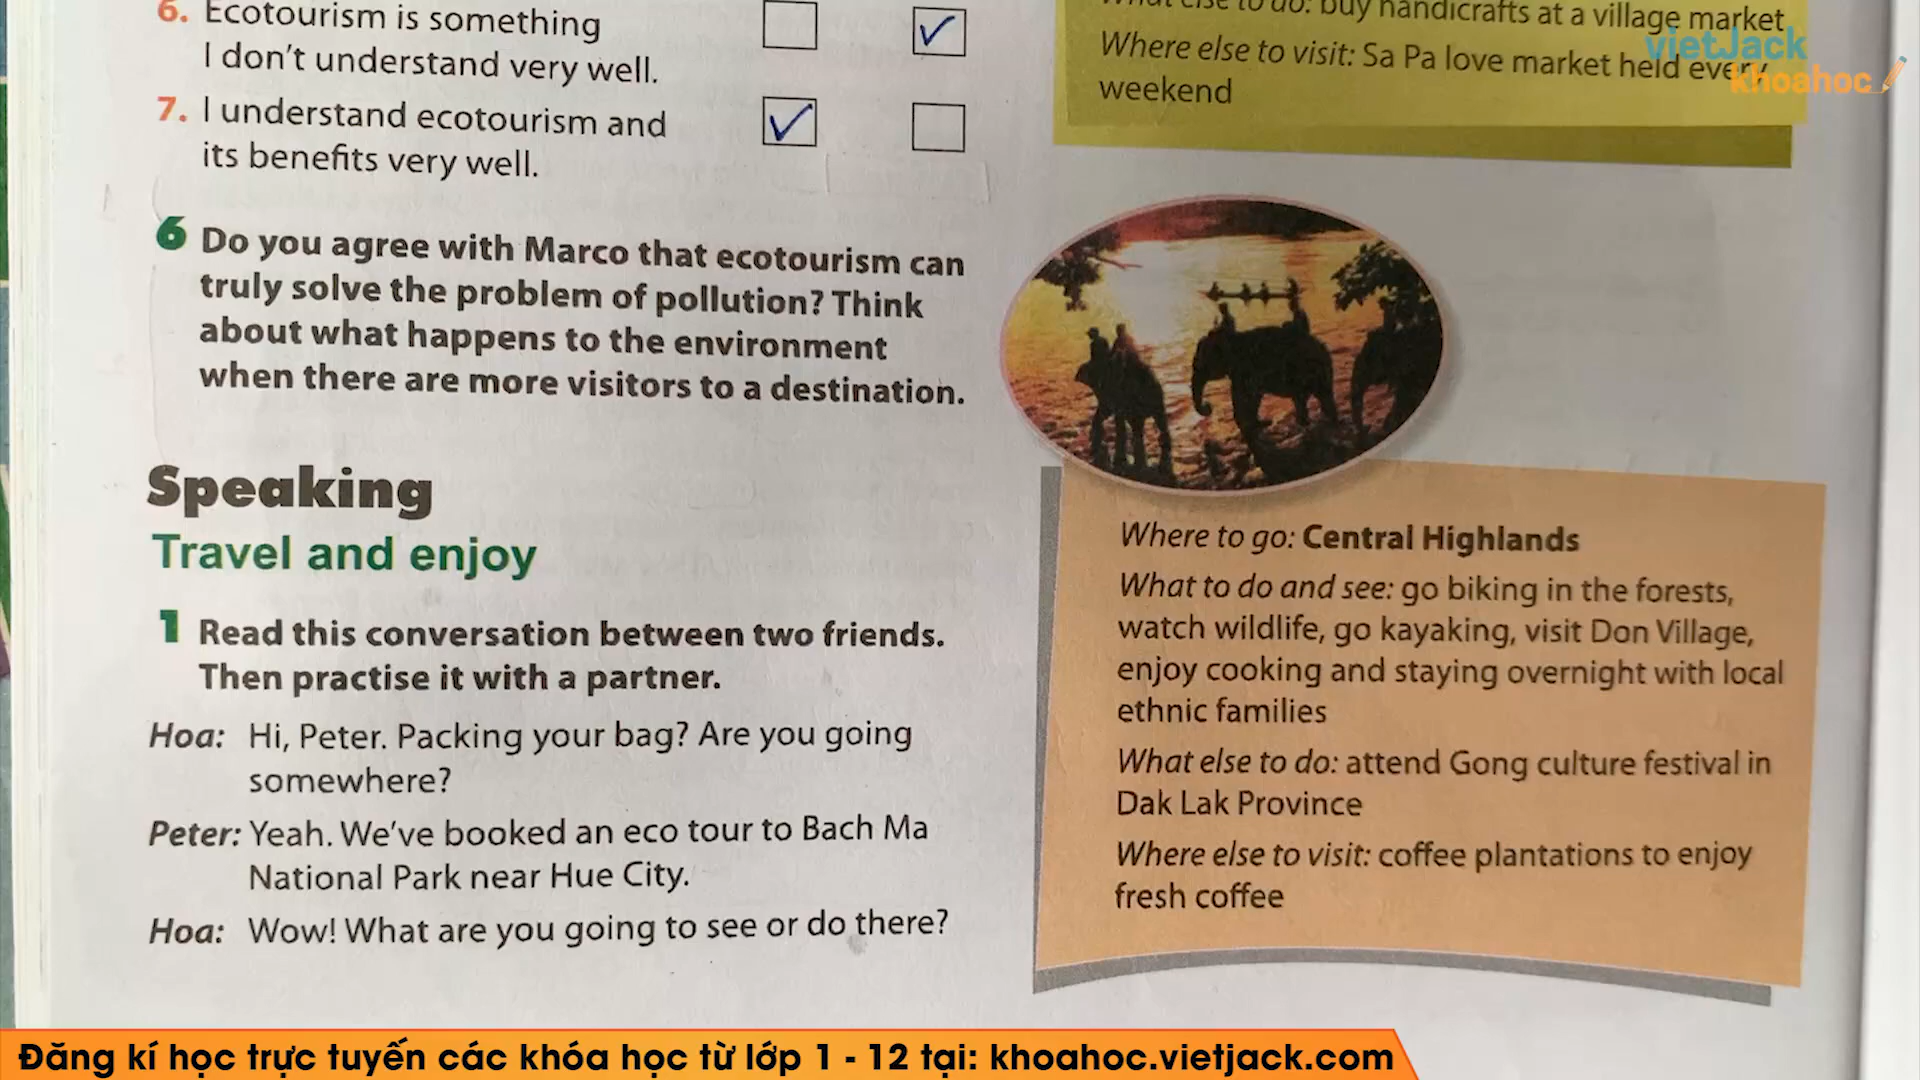 6. Ecotourism is something
I don't understand very well.
7. I understand ecotourism and
its benefits very well.
6 Do you agree with Marco that ecotourism can
truly solve the problem of pollution? Think
about what happens to the environment
when there are more visitors to a destination.
Speaking
Travel and enjoy
1 Read this conversation between two friends.
Then practise it with a partner.
Hoa: Hi, Peter. Packing your bag? Are you going
somewhere?
Peter: Yeah. We've booked an eco tour to Bach Ma
National Park near Hue City.
Hoa: Wow! What are you going to see or do there?
What else to do: buy handicrafts at a village market
Where else to visit: Sa Pa love market held every
weekend
vietJack
khoahoc
Where to go: Central Highlands
What to do and see: go biking in the forests,
watch wildlife, go kayaking, visit Don Village,
enjoy cooking and staying overnight with local
ethnic families
What else to do: attend Gong culture festival in
Dak Lak Province
Where else to visit: coffee plantations to enjoy
fresh coffee
Đăng kí học trực tuyến các khóa học từ lớp 1 - 12 tại: khoahoc.vietjack.com